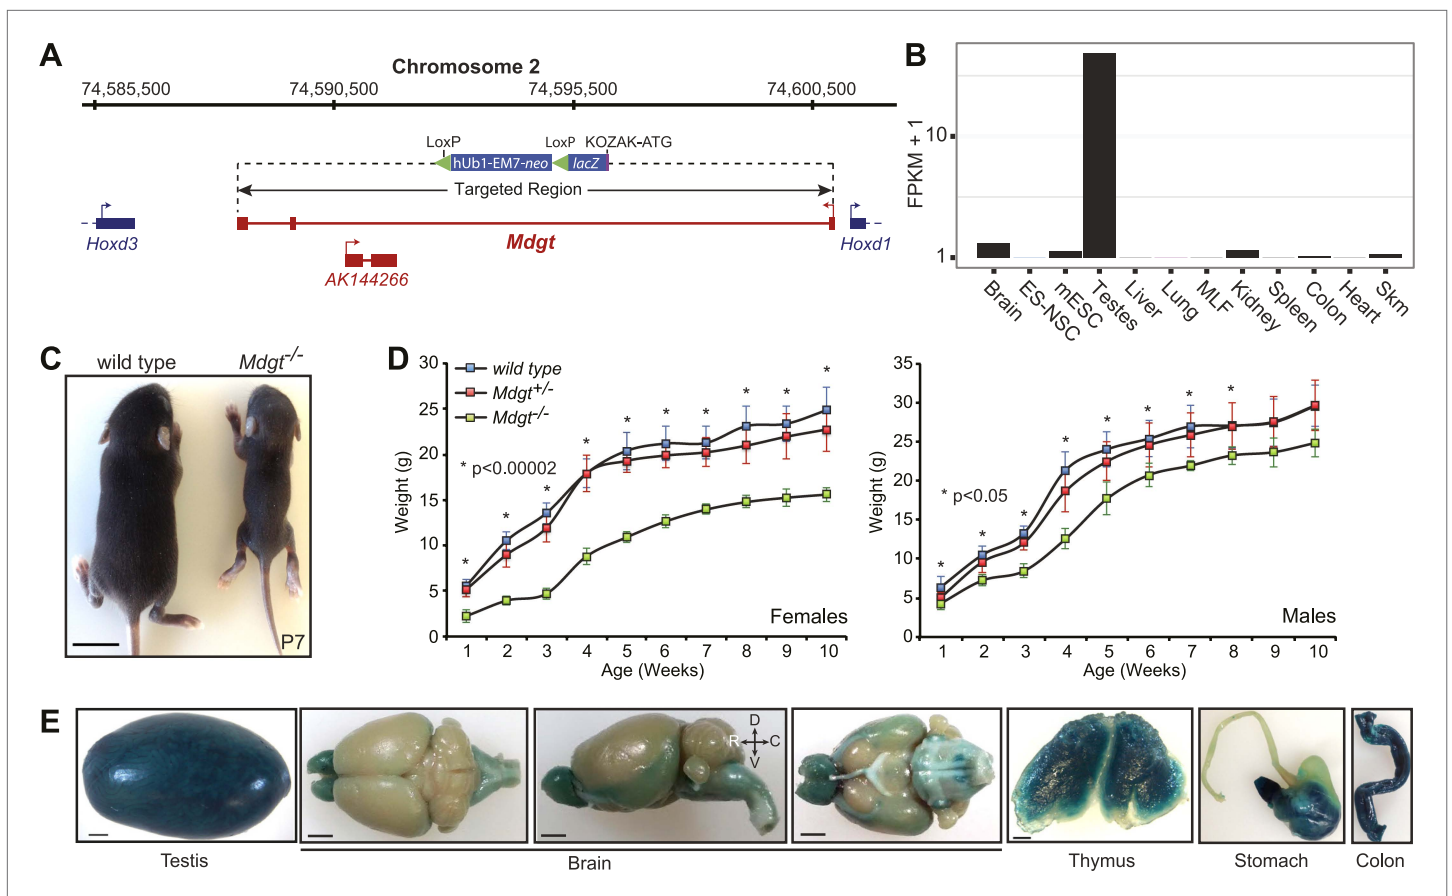 A
Chromosome 2
74,585,500
74,590,500
74,595,500
74,600,500
LoxP
LoxP
KOZAK-ATG
hUb1-EM7-neo
lacZ
Targeted Region
Hoxd3
Mdgt
Hoxd1
AK144266
B
FPKM + 1
10
1
Brain
ES-NSC
mESC
Testes
Liver
Lung
MLF
Kidney
Spleen
Colon
Heart
Skm
C
wild type
Mdgt-/-
P7
D
wild type
Mdgt+/-
Mdgt-/-
* p<0.00002
Weight (g)
30
25
20
15
10
5
0
* * * * * * * * * *
Females
1 2 3 4 5 6 7 8 9 10
Age (Weeks)
Weight (g)
35
30
25
20
15
10
5
0
* p<0.05
* * * * * * * *
Males
1 2 3 4 5 6 7 8 9 10
Age (Weeks)
E
D
R
C
V
Testis
Brain
Thymus
Stomach
Colon